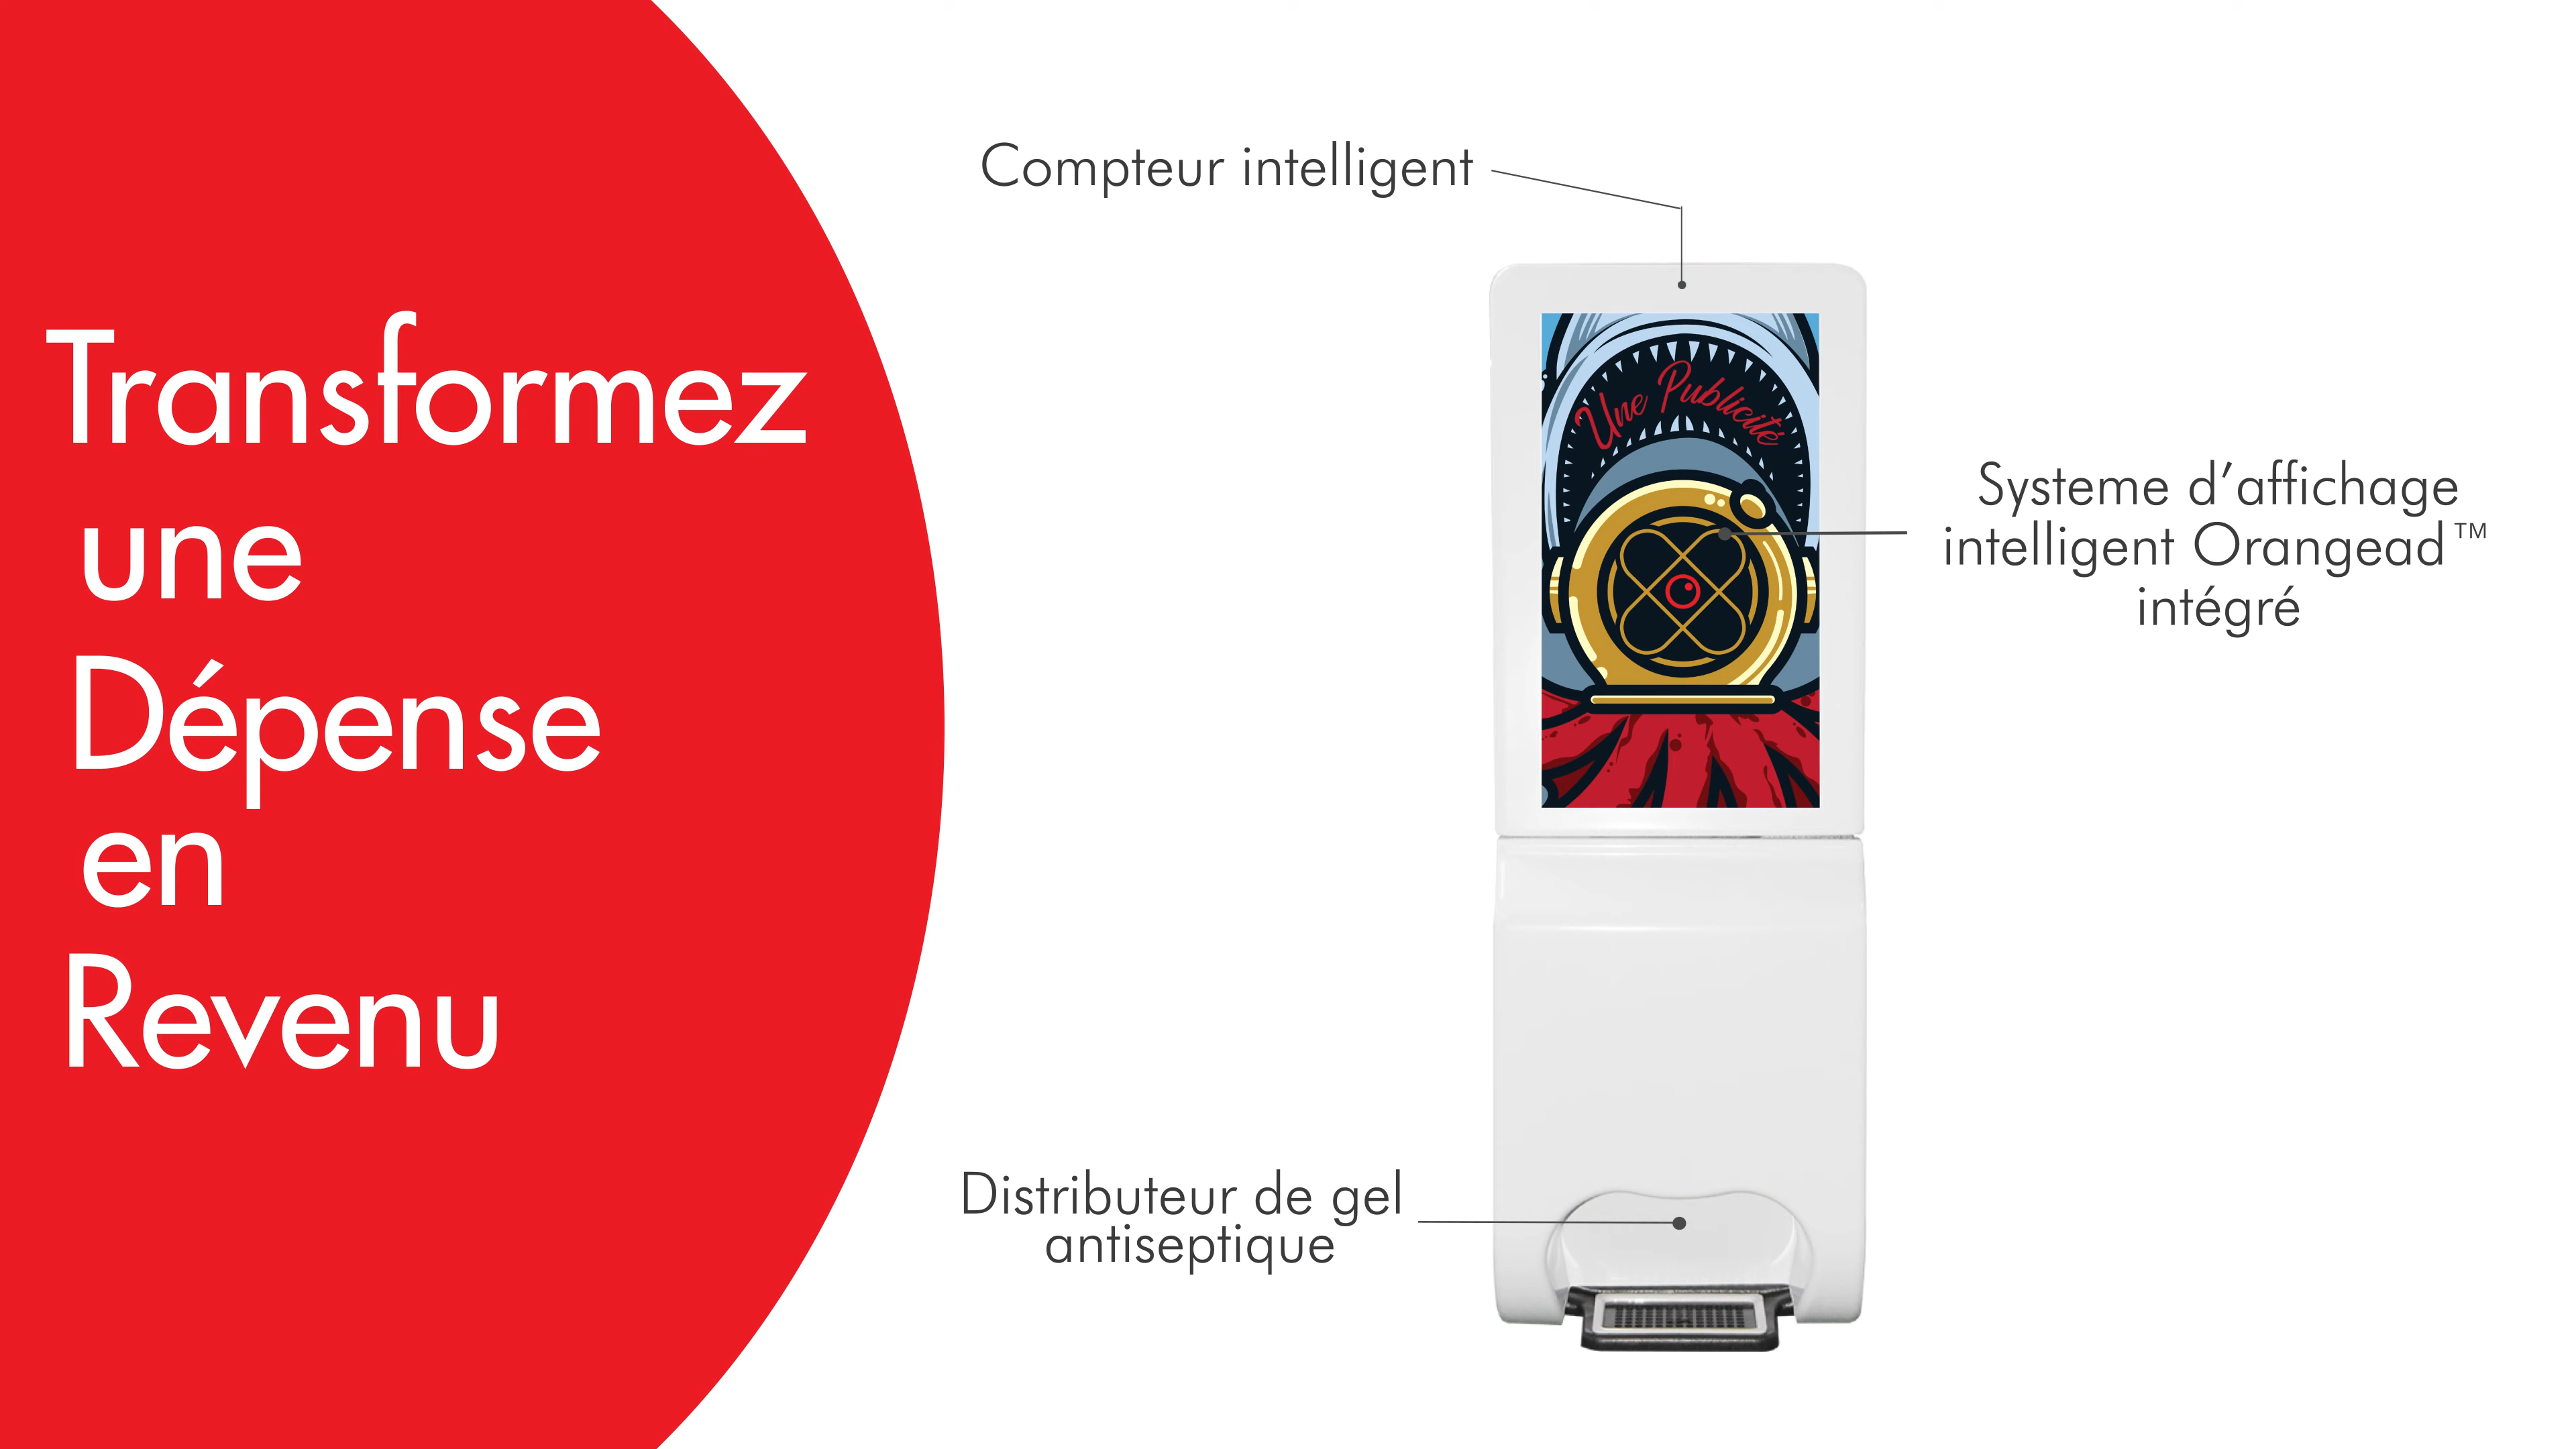 Transformez
une
Dépense
en
Revenu
Compteur intelligent
Une Publicité
Systeme d’affichage
intelligent Orangead™
intégré
Distributeur de gel
antiseptique